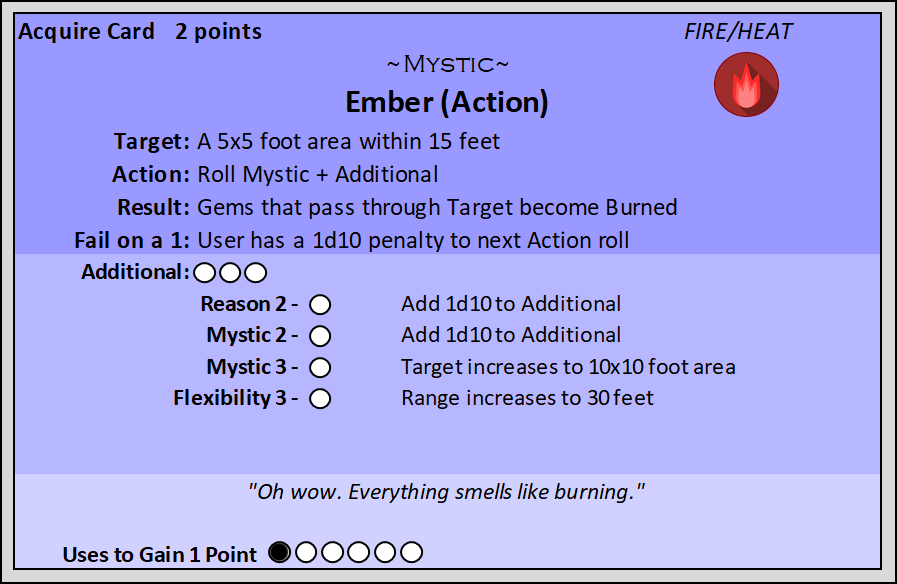 Acquire Card 2 points FIRE/HEAT
~Mystic~
Ember (Action)
Target: A 5x5 foot area within 15 feet
Action: Roll Mystic + Additional
Result: Gems that pass through Target become Burned
Fail on a 1: User has a 1d10 penalty to next Action roll
Additional:
Reason 2 - Add 1d10 to Additional
Mystic 2 - Add 1d10 to Additional
Mystic 3 - Target increases to 10x10 foot area
Flexibility 3 - Range increases to 30 feet
"Oh wow. Everything smells like burning."
Uses to Gain 1 Point